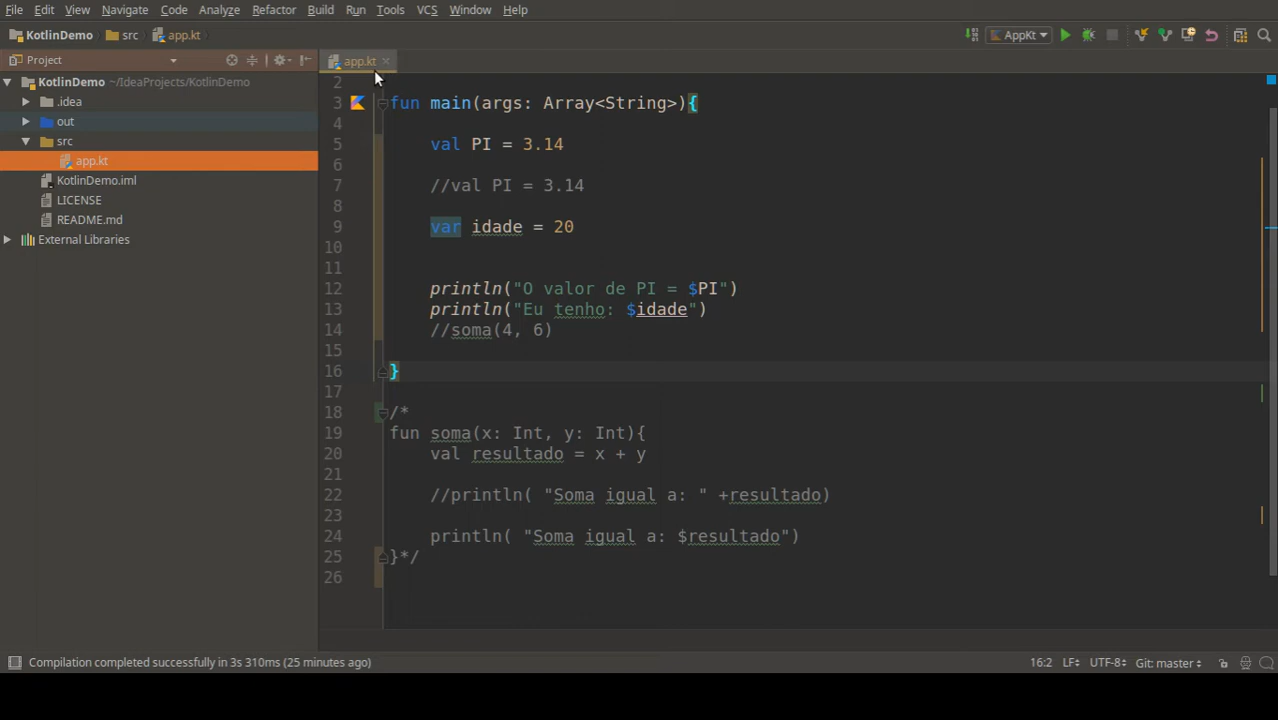 File Edit View Navigate Code Analyze Refactor Build Run Tools VCS Window Help
KotlinDemo src app.kt AppKt
Project
app.kt ×
KotlinDemo ~/IdeaProjects/KotlinDemo
.idea
out
src
app.kt
KotlinDemo.iml
LICENSE
README.md
External Libraries
2
3 fun main(args: Array<String>){
4
5 val PI = 3.14
6
7 //val PI = 3.14
8
9 var idade = 20
10
11
12 println("O valor de PI = $PI")
13 println("Eu tenho: $idade")
14 //soma(4, 6)
15
16 }
17
18 /*
19 fun soma(x: Int, y: Int){
20 val resultado = x + y
21
22 //println( "Soma igual a: " +resultado)
23
24 println( "Soma igual a: $resultado")
25 }*/
26
Compilation completed successfully in 3s 310ms (25 minutes ago) 16:2 LF UTF-8 Git: master